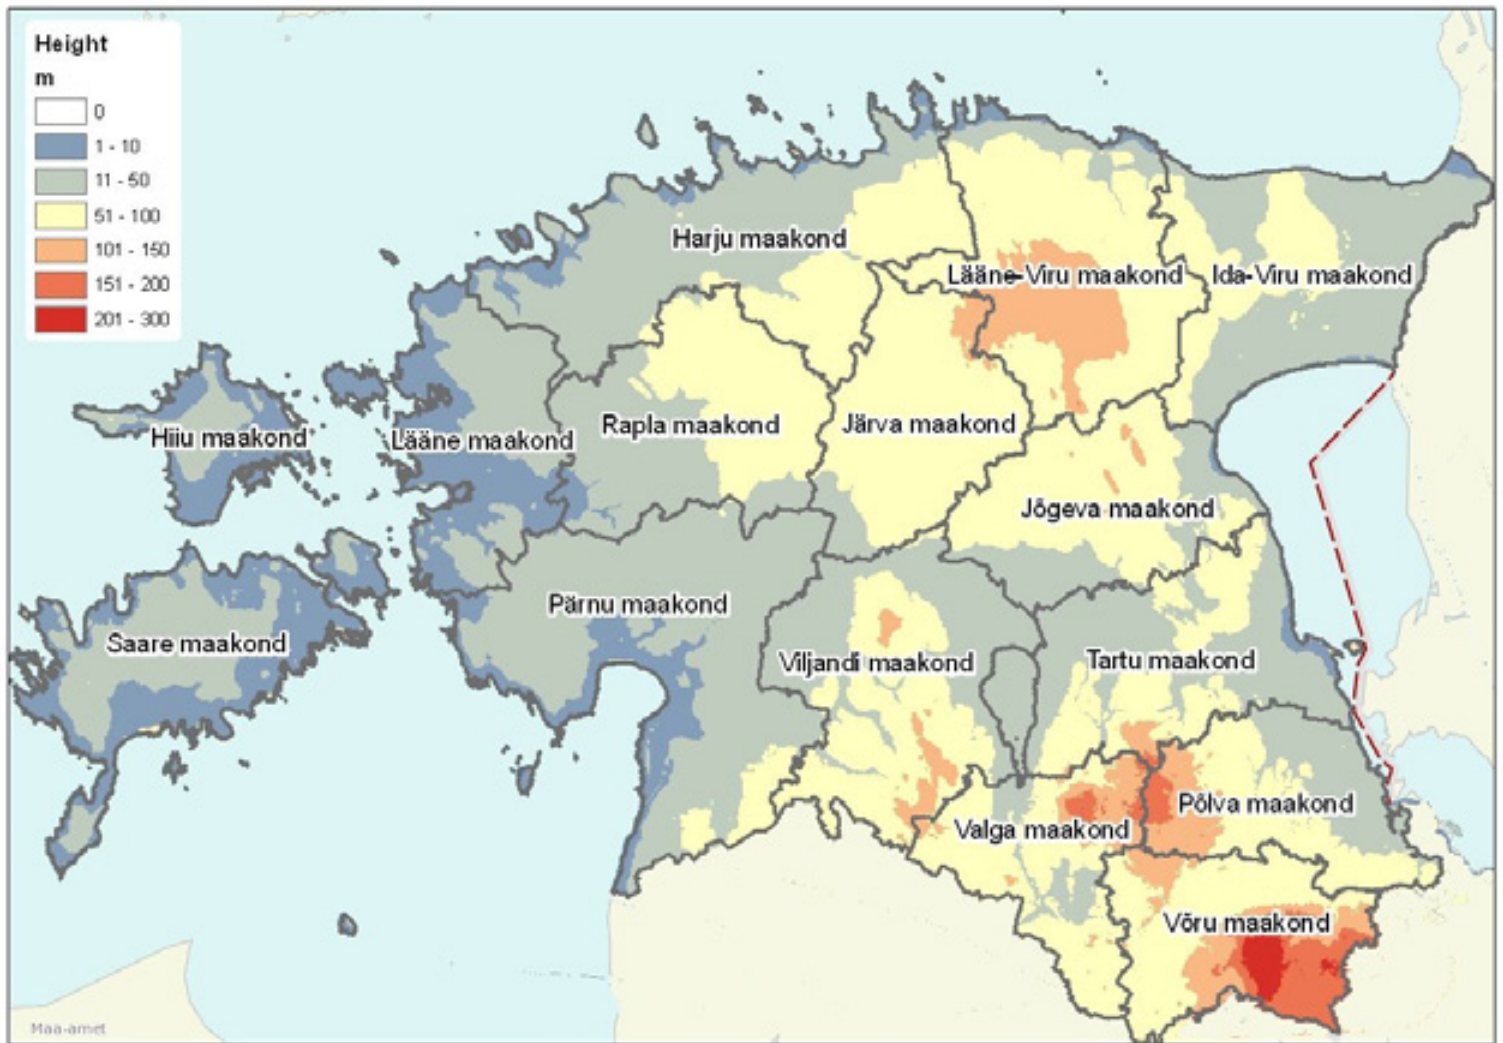 Height
m
0
1 - 10
11 - 50
51 - 100
101 - 150
151 - 200
201 - 300
Harju maakond
Lääne-Viru maakond
Ida-Viru maakond
Hiiu maakond
Lääne maakond
Rapla maakond
Järva maakond
Jõgeva maakond
Saare maakond
Pärnu maakond
Viljandi maakond
Tartu maakond
Valga maakond
Põlva maakond
Võru maakond
Maa-amet